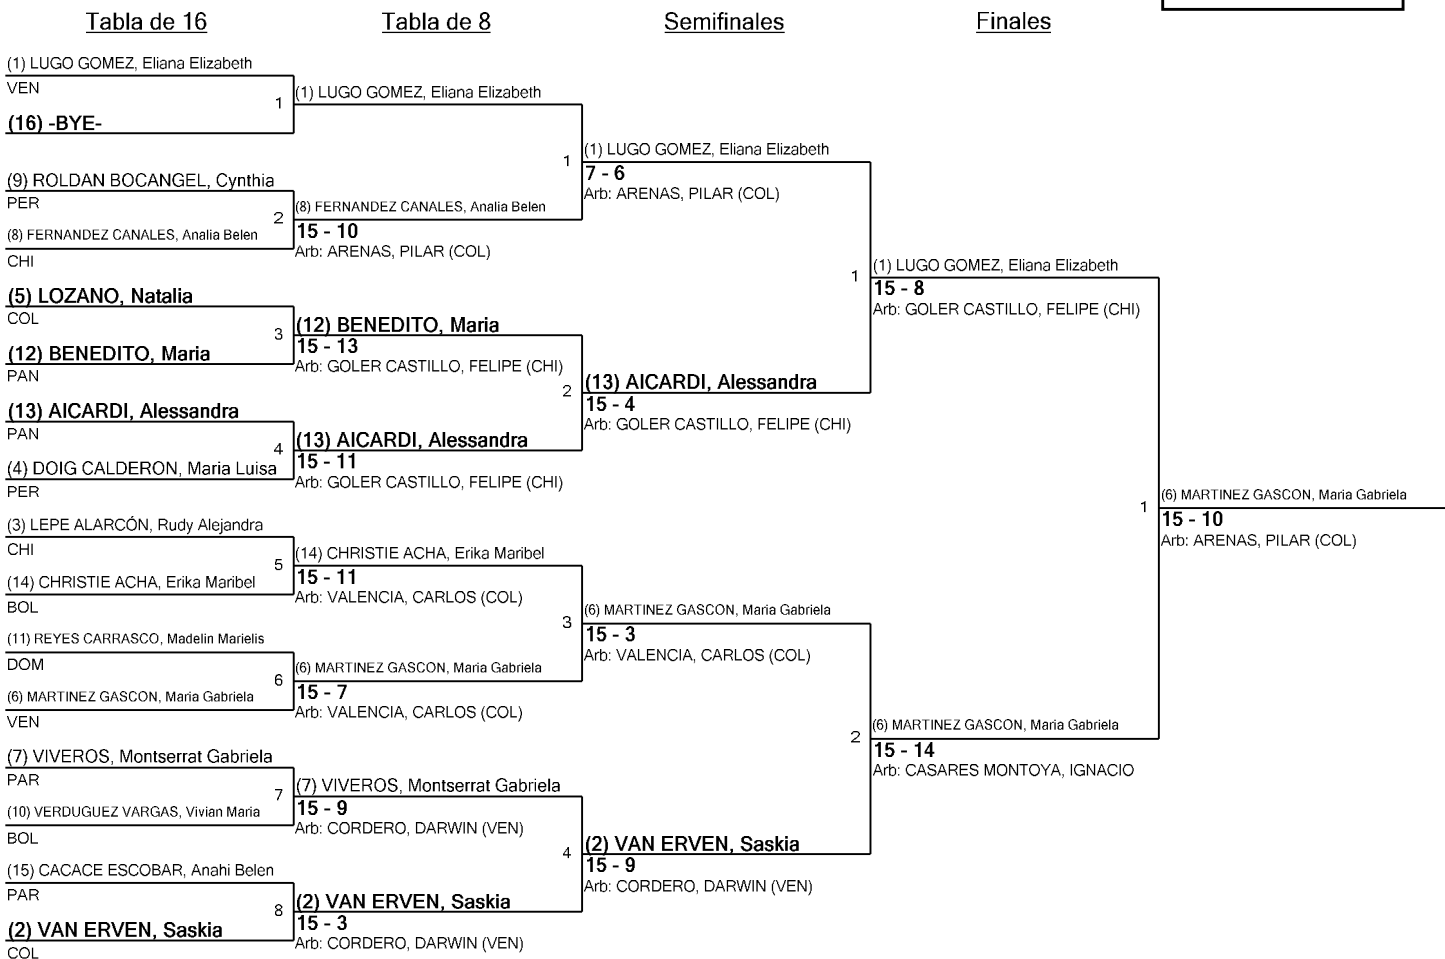 Tabla de 16
Tabla de 8
Semifinales
Finales
(1) LUGO GOMEZ, Eliana Elizabeth
VEN
1
(16) -BYE-
(9) ROLDAN BOCANGEL, Cynthia
PER
2
(8) FERNANDEZ CANALES, Analia Belen
CHI
(5) LOZANO, Natalia
COL
3
(12) BENEDITO, Maria
PAN
(13) AICARDI, Alessandra
PAN
4
(4) DOIG CALDERON, Maria Luisa
PER
(3) LEPE ALARCÓN, Rudy Alejandra
CHI
5
(14) CHRISTIE ACHA, Erika Maribel
BOL
(11) REYES CARRASCO, Madelin Marielis
DOM
6
(6) MARTINEZ GASCON, Maria Gabriela
VEN
(7) VIVEROS, Montserrat Gabriela
PAR
7
(10) VERDUGUEZ VARGAS, Vivian Maria
BOL
(15) CACACE ESCOBAR, Anahi Belen
PAR
8
(2) VAN ERVEN, Saskia
COL
(1) LUGO GOMEZ, Eliana Elizabeth
1
(8) FERNANDEZ CANALES, Analia Belen
15 - 10
Arb: ARENAS, PILAR (COL)
(12) BENEDITO, Maria
15 - 13
Arb: GOLER CASTILLO, FELIPE (CHI)
2
(13) AICARDI, Alessandra
15 - 11
Arb: GOLER CASTILLO, FELIPE (CHI)
(14) CHRISTIE ACHA, Erika Maribel
15 - 11
Arb: VALENCIA, CARLOS (COL)
3
(6) MARTINEZ GASCON, Maria Gabriela
15 - 7
Arb: VALENCIA, CARLOS (COL)
(7) VIVEROS, Montserrat Gabriela
15 - 9
Arb: CORDERO, DARWIN (VEN)
4
(2) VAN ERVEN, Saskia
15 - 3
Arb: CORDERO, DARWIN (VEN)
(1) LUGO GOMEZ, Eliana Elizabeth
7 - 6
Arb: ARENAS, PILAR (COL)
1
(13) AICARDI, Alessandra
15 - 4
Arb: GOLER CASTILLO, FELIPE (CHI)
(6) MARTINEZ GASCON, Maria Gabriela
15 - 3
Arb: VALENCIA, CARLOS (COL)
2
(2) VAN ERVEN, Saskia
15 - 9
Arb: CORDERO, DARWIN (VEN)
(1) LUGO GOMEZ, Eliana Elizabeth
15 - 8
Arb: GOLER CASTILLO, FELIPE (CHI)
1
(6) MARTINEZ GASCON, Maria Gabriela
15 - 14
Arb: CASARES MONTOYA, IGNACIO
(6) MARTINEZ GASCON, Maria Gabriela
15 - 10
Arb: ARENAS, PILAR (COL)